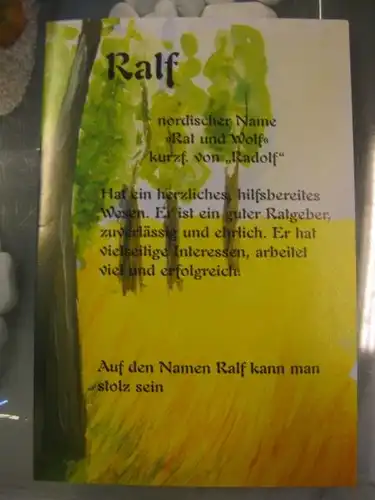 Ralf
nordischer Name
»Rat und Wolf«
kurzf. von „Radolf“
Hat ein herzliches, hilfsbereites
Wesen. Er ist ein guter Ratgeber,
zuverlässig und ehrlich. Er hat
vielseitige Interessen, arbeitet
viel und erfolgreich.
Auf den Namen Ralf kann man
stolz sein